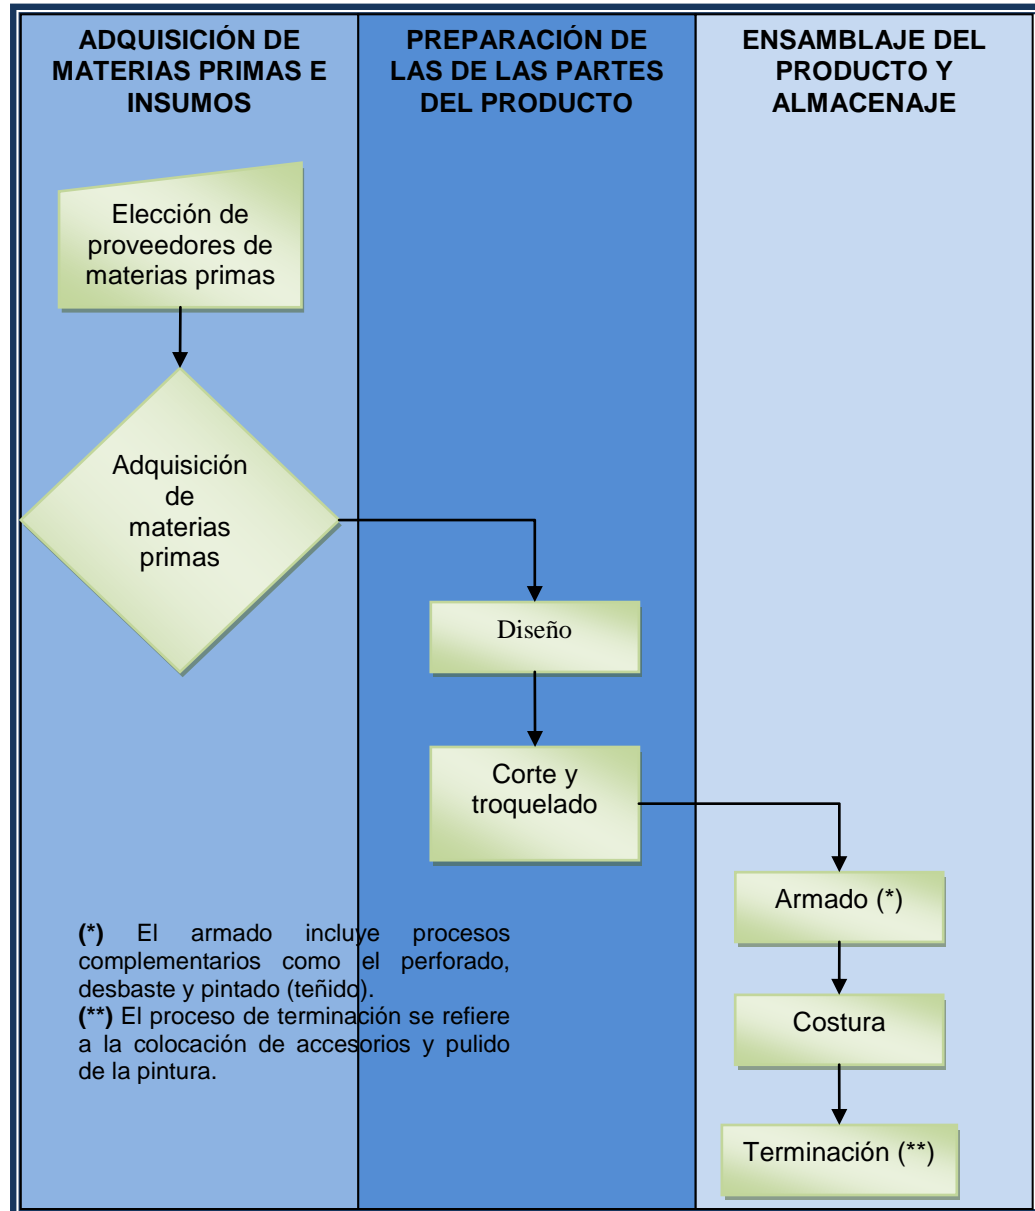 ADQUISICIÓN DE
MATERIAS PRIMAS E
INSUMOS
PREPARACIÓN DE
LAS DE LAS PARTES
DEL PRODUCTO
ENSAMBLAJE DEL
PRODUCTO Y
ALMACENAJE
Elección de
proveedores de
materias primas
Adquisición
de
materias
primas
Diseño
Corte y
troquelado
Armado (*)
Costura
Terminación (**)
(*) El armado incluye procesos
complementarios como el perforado,
desbaste y pintado (teñido).
(**) El proceso de terminación se refiere
a la colocación de accesorios y pulido
de la pintura.